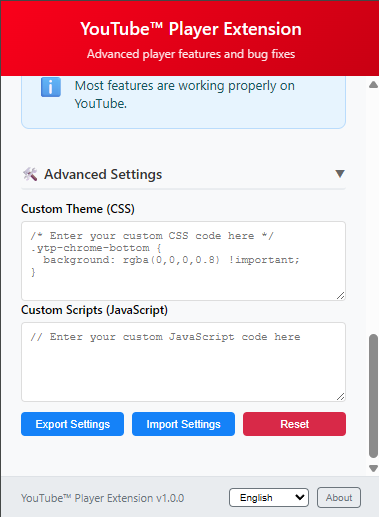 YouTube™ Player Extension
Advanced player features and bug fixes
Most features are working properly on
YouTube.
Advanced Settings
Custom Theme (CSS)
/* Enter your custom CSS code here */
.ytp-chrome-bottom {
  background: rgba(0,0,0,0.8) !important;
}
Custom Scripts (JavaScript)
// Enter your custom JavaScript code here
Export Settings Import Settings Reset
YouTube™ Player Extension v1.0.0 English About